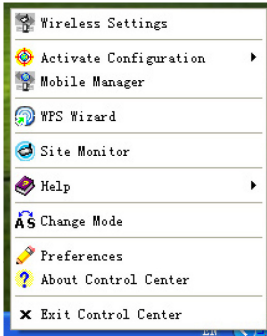 Wireless Settings
Activate Configuration
Mobile Manager
WPS Wizard
Site Monitor
Help
Change Mode
Preferences
About Control Center
Exit Control Center
EN